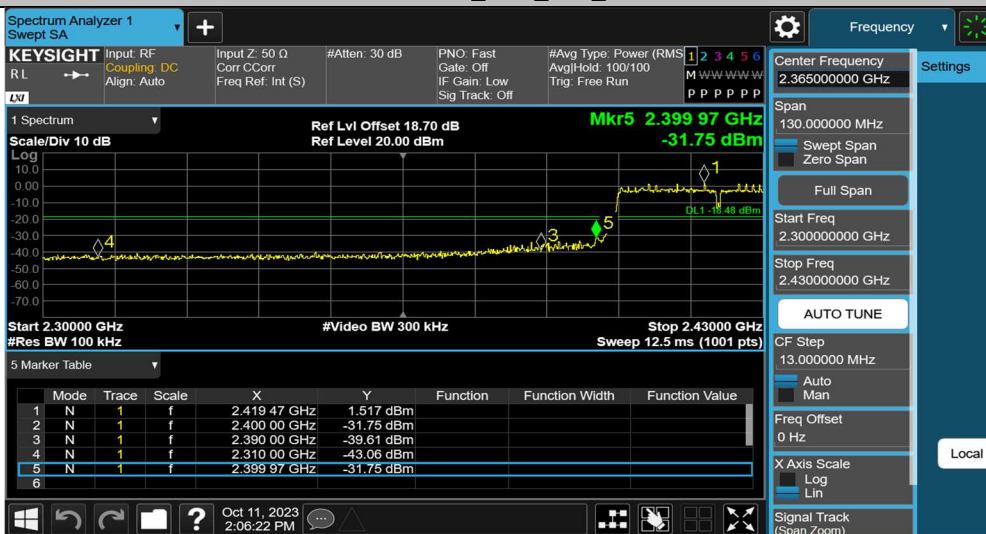 Spectrum Analyzer 1
Swept SA
+
Frequency
KEYSIGHT
RL
LXI
Input: RF
Coupling: DC
Align: Auto
Input Z: 50 Ω
Corr CCorr
Freq Ref: Int (S)
#Atten: 30 dB
PNO: Fast
Gate: Off
IF Gain: Low
Sig Track: Off
#Avg Type: Power (RMS
Avg|Hold: 100/100
Trig: Free Run
1 2 3 4 5 6
M W W W W W
P P P P P P
1 Spectrum
Scale/Div 10 dB
Ref Lvl Offset 18.70 dB
Ref Level 20.00 dBm
Mkr5 2.399 97 GHz
-31.75 dBm
Log
10.0
0.00
-10.0
-20.0
-30.0
-40.0
-50.0
-60.0
-70.0
1
DL1 -18.48 dBm
5
3
4
Start 2.30000 GHz
#Res BW 100 kHz
#Video BW 300 kHz
Stop 2.43000 GHz
Sweep 12.5 ms (1001 pts)
5 Marker Table
Mode Trace Scale X Y Function Function Width Function Value
1 N 1 f 2.419 47 GHz 1.517 dBm
2 N 1 f 2.400 00 GHz -31.75 dBm
3 N 1 f 2.390 00 GHz -39.61 dBm
4 N 1 f 2.310 00 GHz -43.06 dBm
5 N 1 f 2.399 97 GHz -31.75 dBm
6
?
Oct 11, 2023
2:06:22 PM
Center Frequency
2.365000000 GHz
Span
130.000000 MHz
Swept Span
Zero Span
Full Span
Start Freq
2.300000000 GHz
Stop Freq
2.430000000 GHz
AUTO TUNE
CF Step
13.000000 MHz
Auto
Man
Freq Offset
0 Hz
X Axis Scale
Log
Lin
Signal Track
(Span Zoom)
Settings
Local